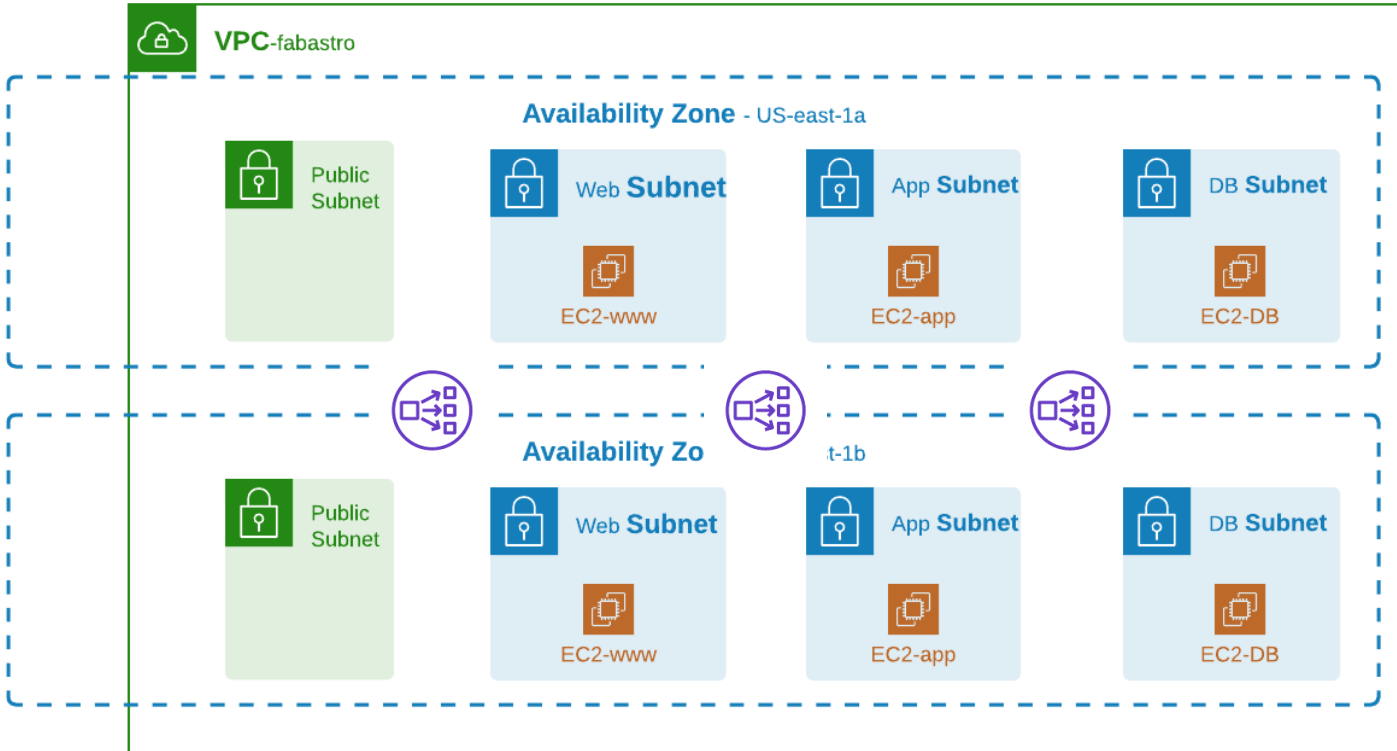 VPC-fabastro
Availability Zone - US-east-1a
Public
Subnet
Web Subnet
App Subnet
DB Subnet
EC2-www
EC2-app
EC2-DB
Availability Zo t-1b
Public
Subnet
Web Subnet
App Subnet
DB Subnet
EC2-www
EC2-app
EC2-DB